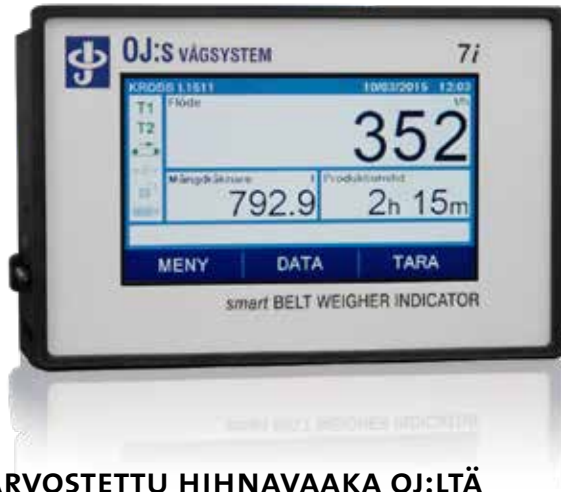 OJ:S VÅGSYSTEM 7i
KROSS L1611 10/03/2015 12:03
T1 Flöde t/h
T2
352
Mängdräknare t Produktionstid
792.9 2h 15m
MENY DATA TARA
smart BELT WEIGHER INDICATOR
ARVOSTETTU HIHNAVAAKA OJ:LTÄ